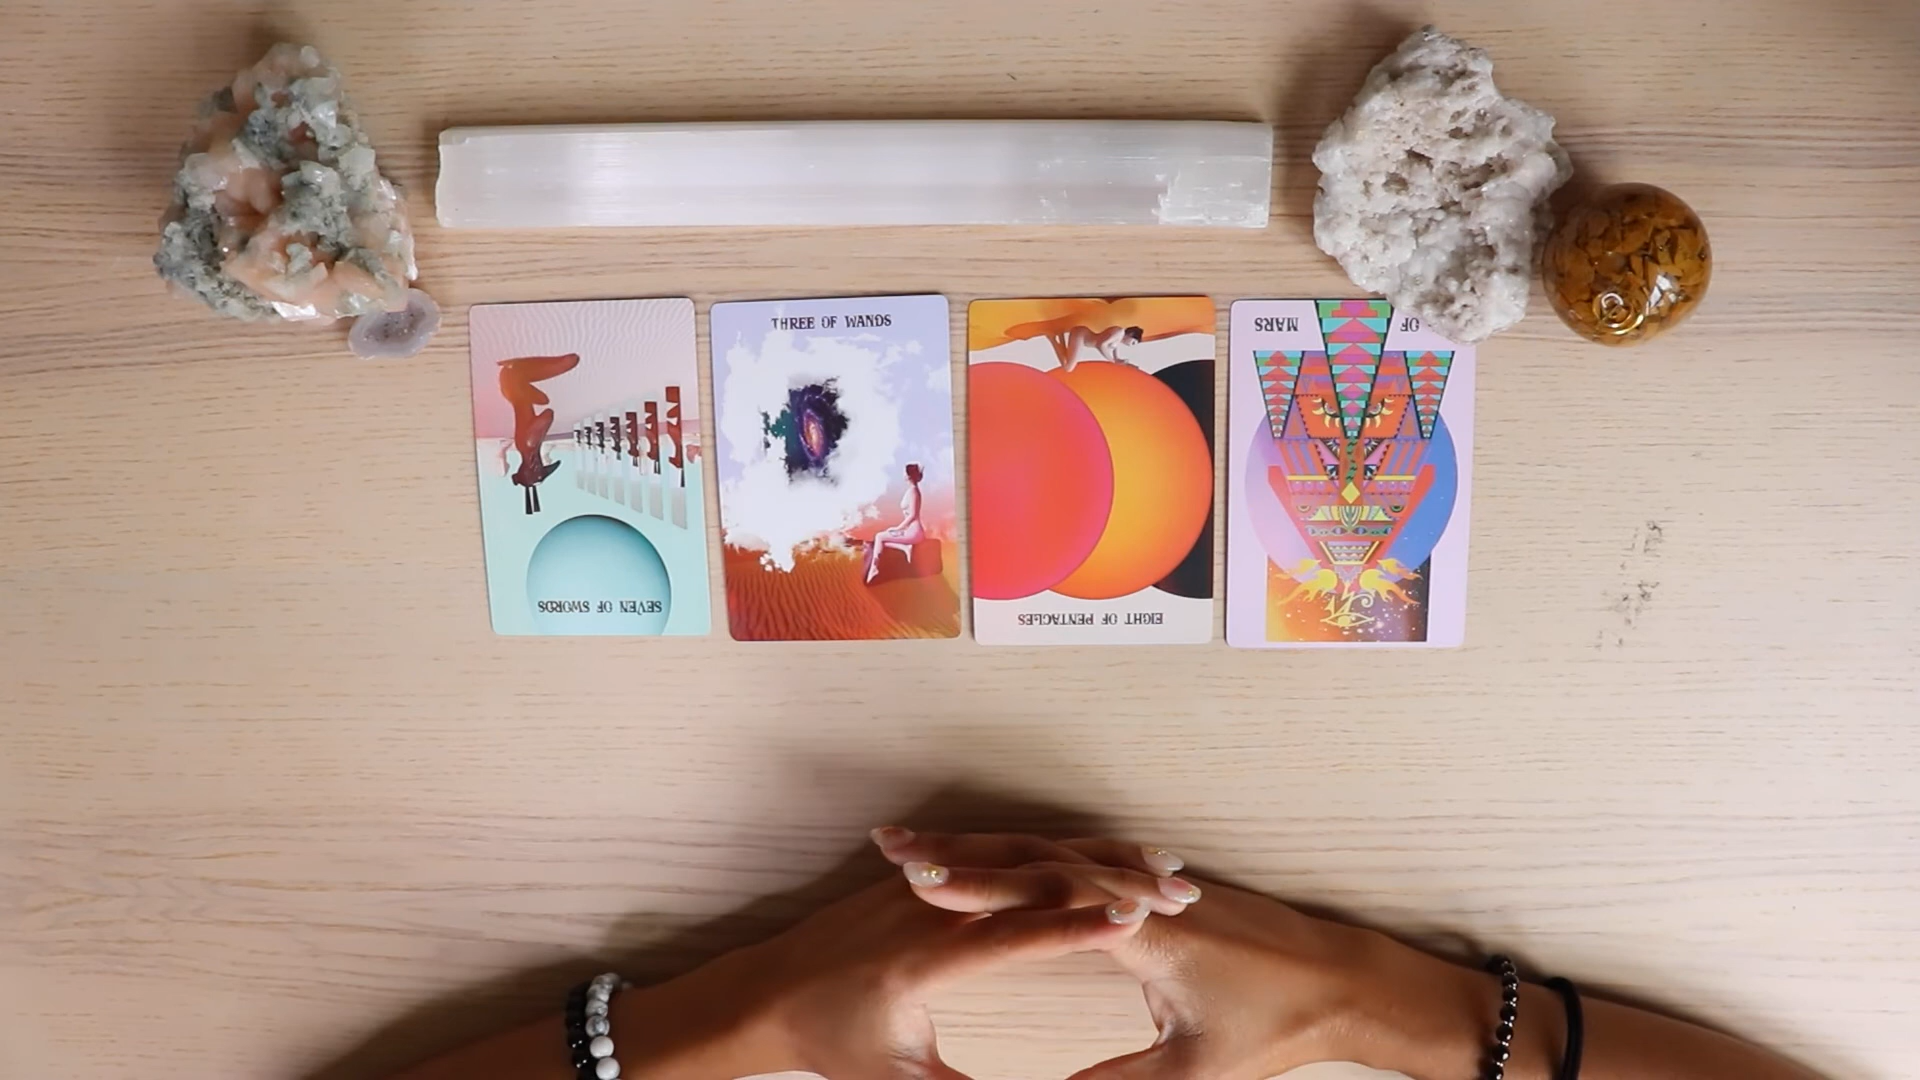 SEVEN OF SWORDS
THREE OF WANDS
EIGHT OF PENTACLES
OF MARS